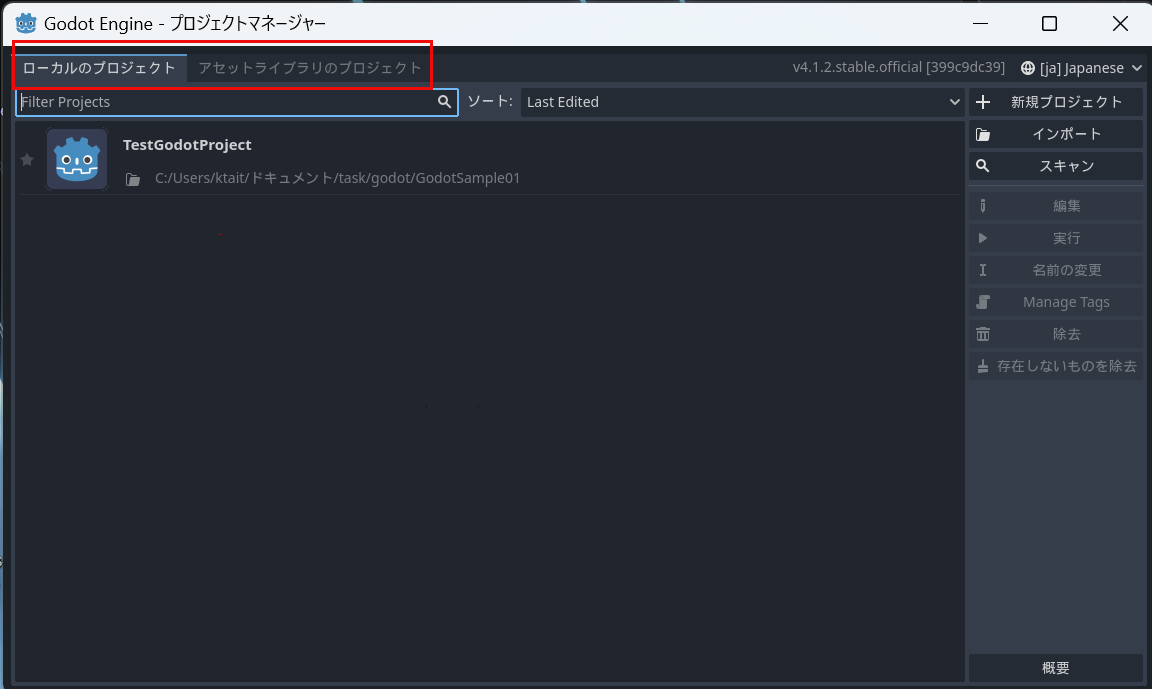 Godot Engine - プロジェクトマネージャー
ローカルのプロジェクト アセットライブラリのプロジェクト v4.1.2.stable.official [399c9dc39] [ja] Japanese
Filter Projects ソート: Last Edited 新規プロジェクト
インポート
TestGodotProject
スキャン
C:/Users/ktait/ドキュメント/task/godot/GodotSample01
編集
実行
名前の変更
Manage Tags
除去
存在しないものを除去
概要